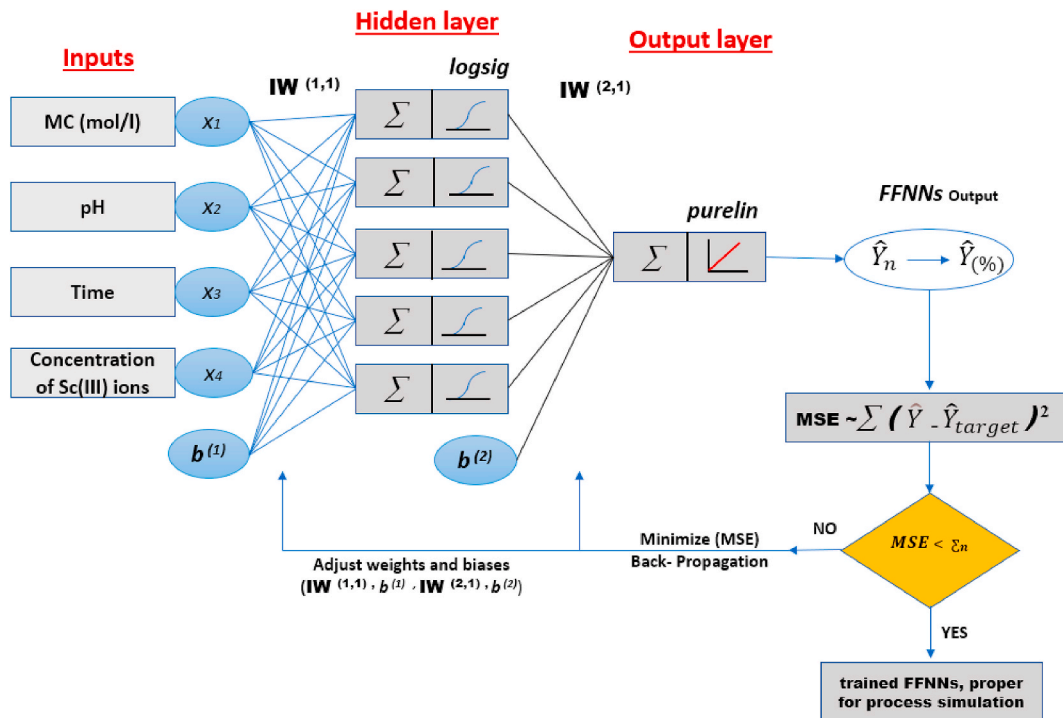 Hidden layer
Output layer
Inputs
logsig
IW (1,1)
IW (2,1)
MC (mol/l)
x1
Σ
pH
x2
Σ
Time
x3
Σ
Σ
Concentration
of Sc(III) ions
x4
Σ
b(1)
b(2)
purelin
Σ
FFNNs Output
Ŷn → Ŷ(%)
MSE ~Σ ( Ŷ - Ŷtarget )²
MSE < Σn
NO
YES
Minimize (MSE)
Back- Propagation
Adjust weights and biases
(IW (1,1) , b(1) , IW (2,1), b(2))
trained FFNNs, proper
for process simulation